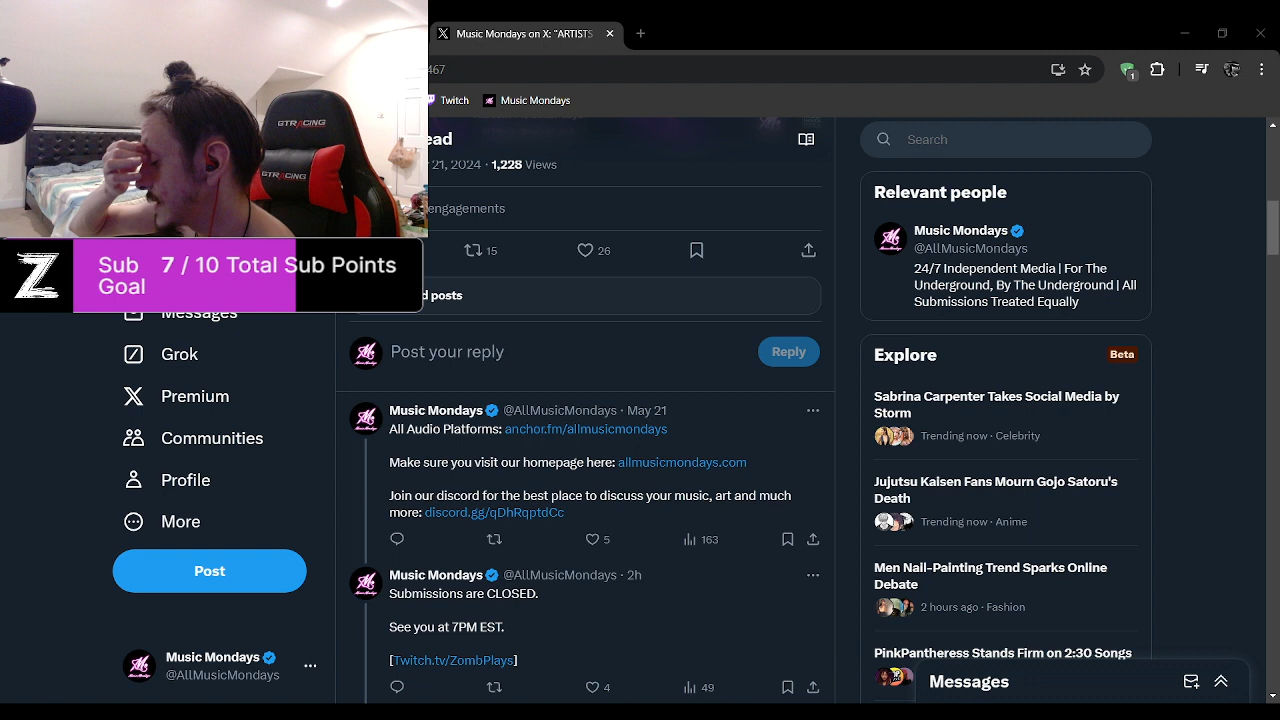 Music Mondays on X: "ARTISTS
467
Twitch
Music Mondays
ead
21, 2024 · 1,228 Views
engagements
15
26
d posts
Post your reply
Reply
Music Mondays @AllMusicMondays · May 21
All Audio Platforms: anchor.fm/allmusicmondays
Make sure you visit our homepage here: allmusicmondays.com
Join our discord for the best place to discuss your music, art and much
more: discord.gg/qDhRqptdCc
5
163
Music Mondays @AllMusicMondays · 2h
Submissions are CLOSED.
See you at 7PM EST.
[Twitch.tv/ZombPlays]
4
49
GTRACING
GTRACING
Z
Sub
Goal
7 / 10 Total Sub Points
Messages
Grok
Premium
Communities
Profile
More
Post
Music Mondays
@AllMusicMondays
Search
Relevant people
Music Mondays
@AllMusicMondays
24/7 Independent Media | For The
Underground, By The Underground | All
Submissions Treated Equally
Explore
Beta
Sabrina Carpenter Takes Social Media by
Storm
Trending now · Celebrity
Jujutsu Kaisen Fans Mourn Gojo Satoru's
Death
Trending now · Anime
Men Nail-Painting Trend Sparks Online
Debate
2 hours ago · Fashion
PinkPantheress Stands Firm on 2:30 Songs
Messages